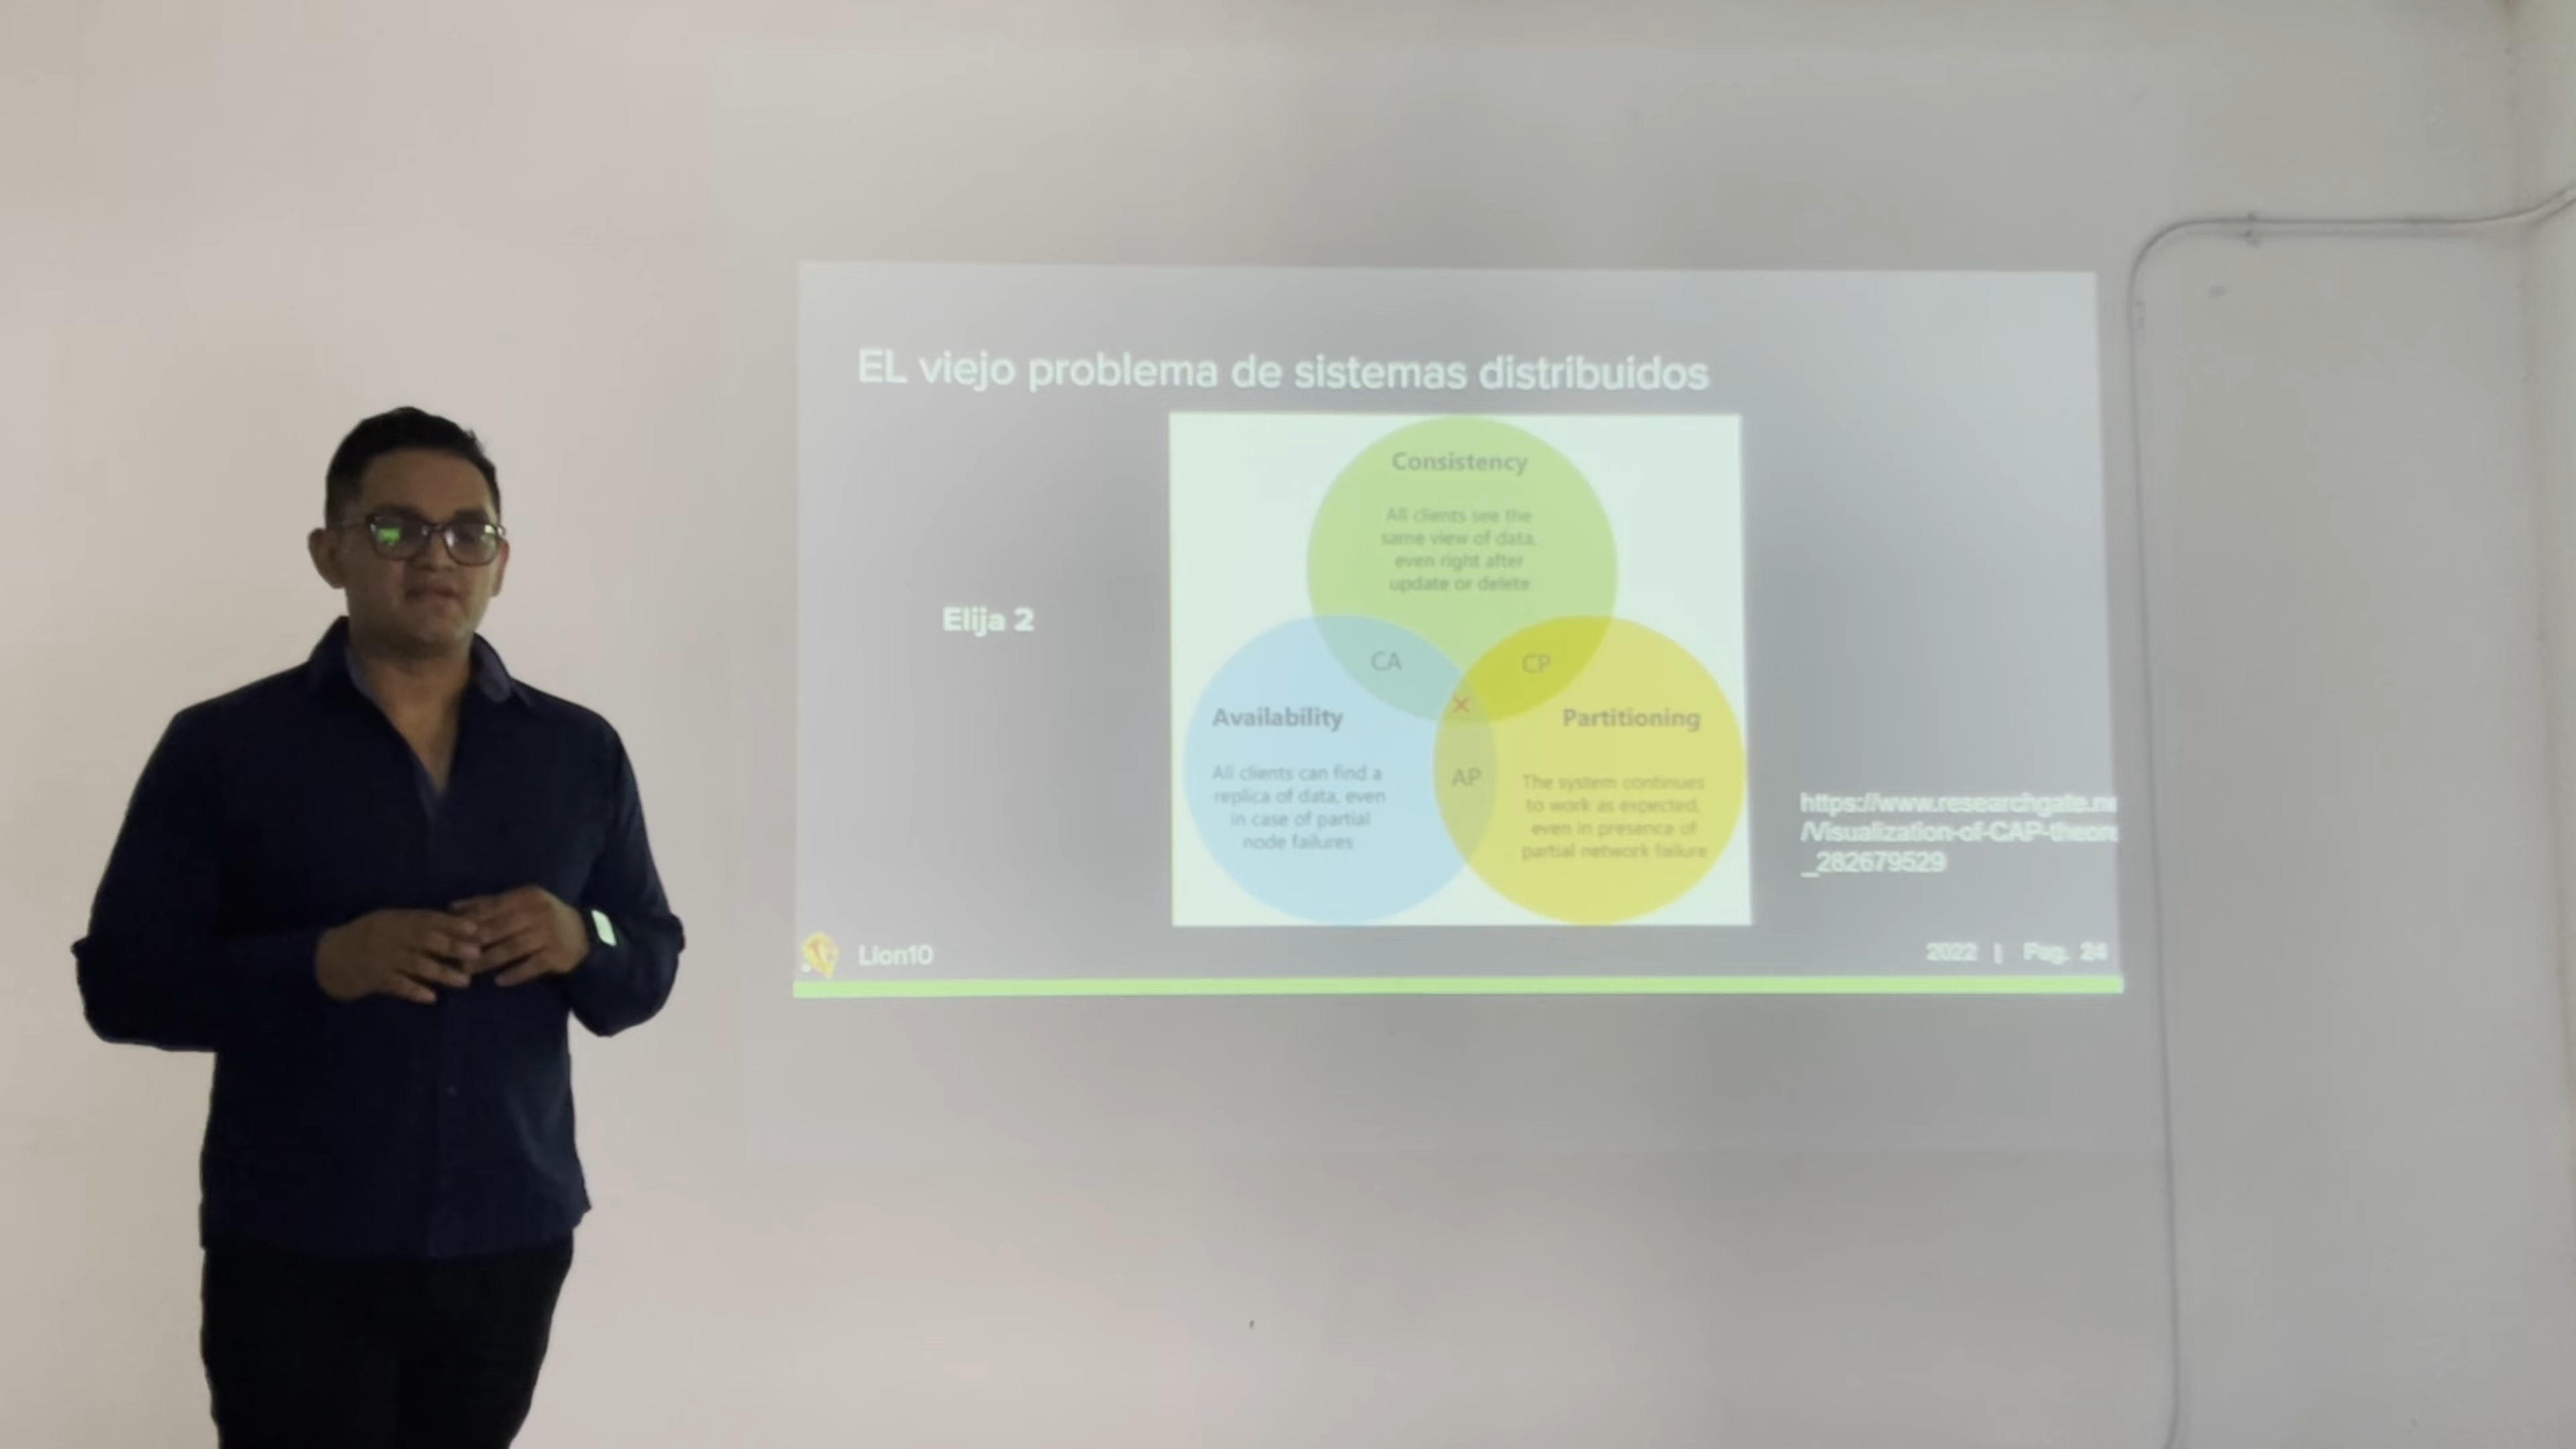 EL viejo problema de sistemas distribuidos
Elija 2
Consistency
All clients see the
same view of data,
even right after
update or delete
CA
CP
Availability
Partitioning
All clients can find a
replica of data, even
in case of partial
node failures
AP
The system continues
to work as expected,
even in presence of
partial network failure
https://www.researchgate.ne
/Visualization-of-CAP-theore
_282679529
Lion10
2022 | Pag. 24